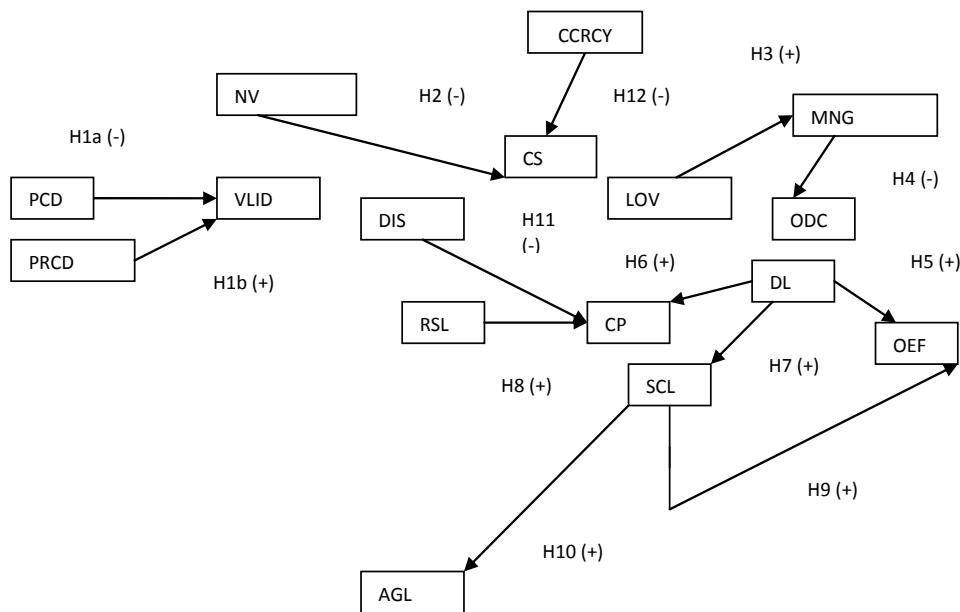 CCRCY
H3 (+)
NV
H2 (-)
H12 (-)
MNG
H1a (-)
CS
PCD
VLID
LOV
H4 (-)
DIS
H11
(-)
ODC
PRCD
H1b (+)
H6 (+)
DL
H5 (+)
RSL
CP
OEF
H8 (+)
SCL
H7 (+)
H9 (+)
H10 (+)
AGL